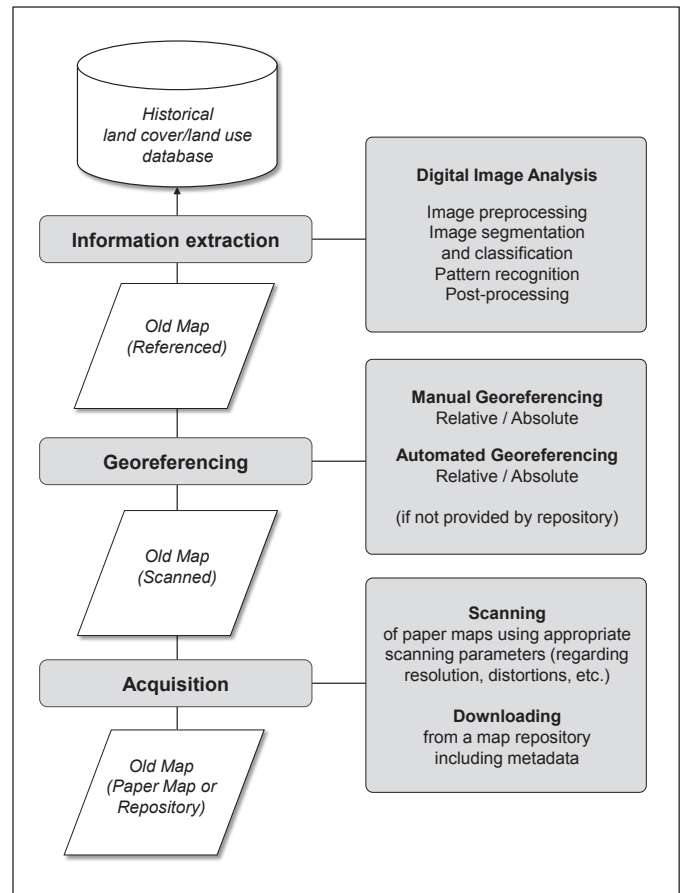 Historical
land cover/land use
database
Information extraction
Digital Image Analysis
Image preprocessing
Image segmentation
and classification
Pattern recognition
Post-processing
Old Map
(Referenced)
Georeferencing
Manual Georeferencing
Relative / Absolute
Automated Georeferencing
Relative / Absolute
(if not provided by repository)
Old Map
(Scanned)
Acquisition
Scanning
of paper maps using appropriate
scanning parameters (regarding
resolution, distortions, etc.)
Downloading
from a map repository
including metadata
Old Map
(Paper Map or
Repository)